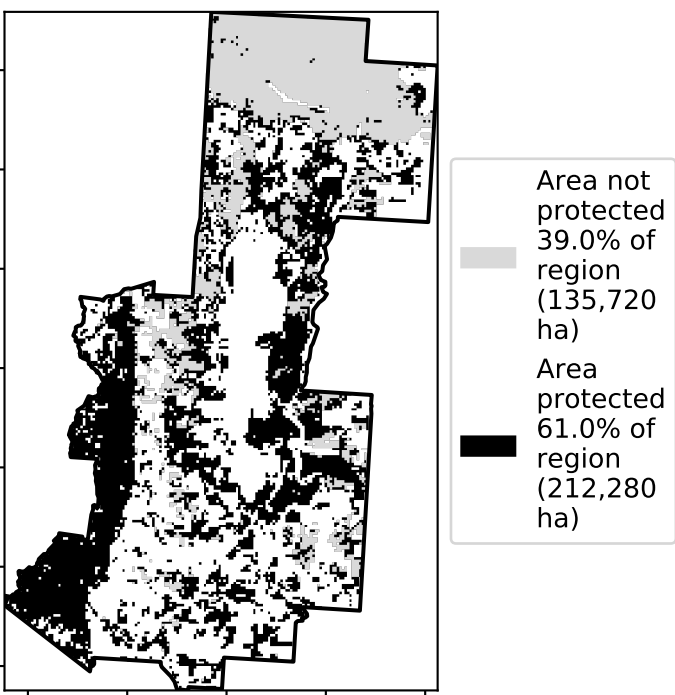 Area not
protected
39.0% of
region
(135,720
ha)
Area
protected
61.0% of
region
(212,280
ha)